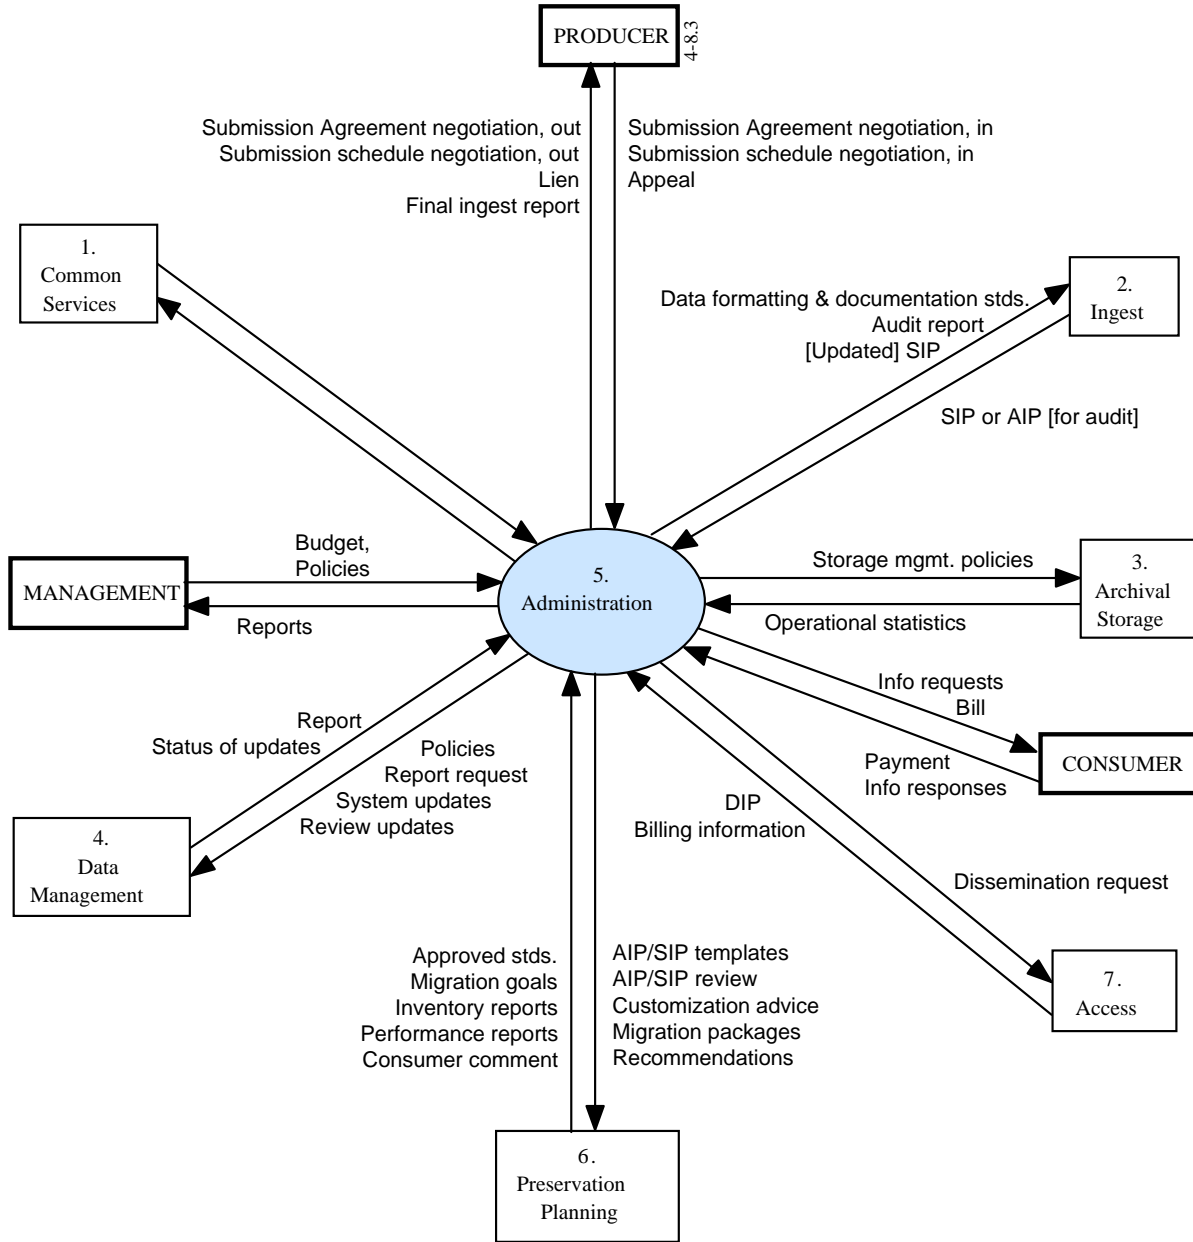 PRODUCER
4-8.3
Submission Agreement negotiation, out
Submission schedule negotiation, out
Lien
Final ingest report
Submission Agreement negotiation, in
Submission schedule negotiation, in
Appeal
1.
Common
Services
2.
Ingest
Data formatting & documentation stds.
Audit report
[Updated] SIP
SIP or AIP [for audit]
MANAGEMENT
Budget,
Policies
Reports
5.
Administration
Storage mgmt. policies
Operational statistics
3.
Archival
Storage
Info requests
Bill
Payment
Info responses
CONSUMER
Report
Status of updates
Policies
Report request
System updates
Review updates
4.
Data
Management
DIP
Billing information
Dissemination request
7.
Access
Approved stds.
Migration goals
Inventory reports
Performance reports
Consumer comment
AIP/SIP templates
AIP/SIP review
Customization advice
Migration packages
Recommendations
6.
Preservation
Planning